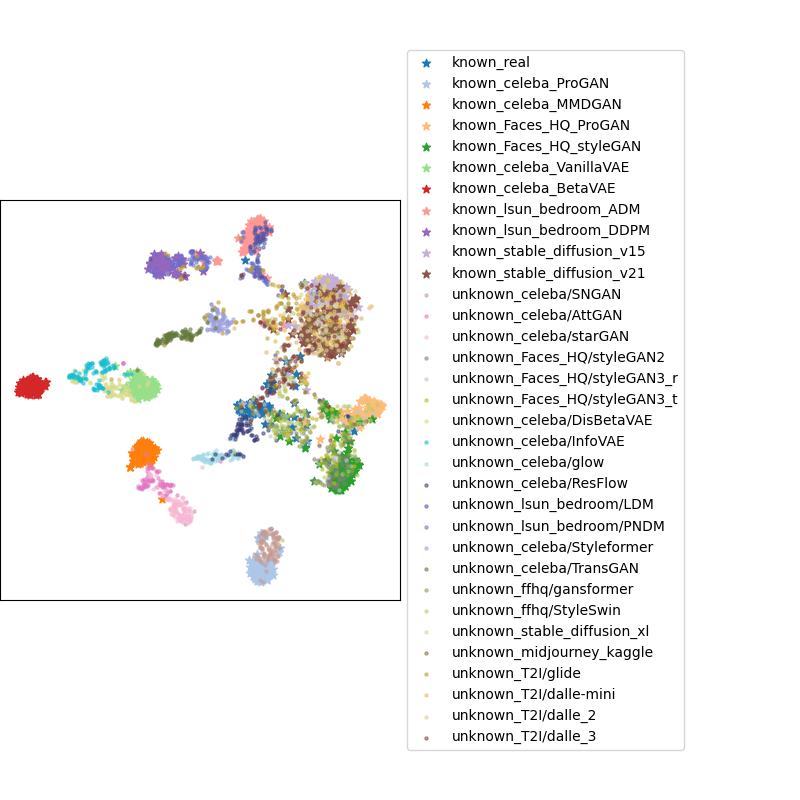 known_real
known_celeba_ProGAN
known_celeba_MMDGAN
known_Faces_HQ_ProGAN
known_Faces_HQ_styleGAN
known_celeba_VanillaVAE
known_celeba_BetaVAE
known_lsun_bedroom_ADM
known_lsun_bedroom_DDPM
known_stable_diffusion_v15
known_stable_diffusion_v21
unknown_celeba/SNGAN
unknown_celeba/AttGAN
unknown_celeba/starGAN
unknown_Faces_HQ/styleGAN2
unknown_Faces_HQ/styleGAN3_r
unknown_Faces_HQ/styleGAN3_t
unknown_celeba/DisBetaVAE
unknown_celeba/InfoVAE
unknown_celeba/glow
unknown_celeba/ResFlow
unknown_lsun_bedroom/LDM
unknown_lsun_bedroom/PNDM
unknown_celeba/Styleformer
unknown_celeba/TransGAN
unknown_ffhq/gansformer
unknown_ffhq/StyleSwin
unknown_stable_diffusion_xl
unknown_midjourney_kaggle
unknown_T2I/glide
unknown_T2I/dalle-mini
unknown_T2I/dalle_2
unknown_T2I/dalle_3